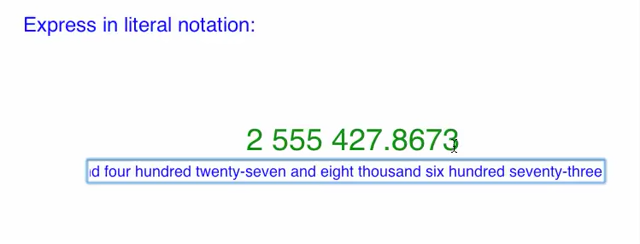 Express in literal notation:
2 555 427.8673
d four hundred twenty-seven and eight thousand six hundred seventy-three